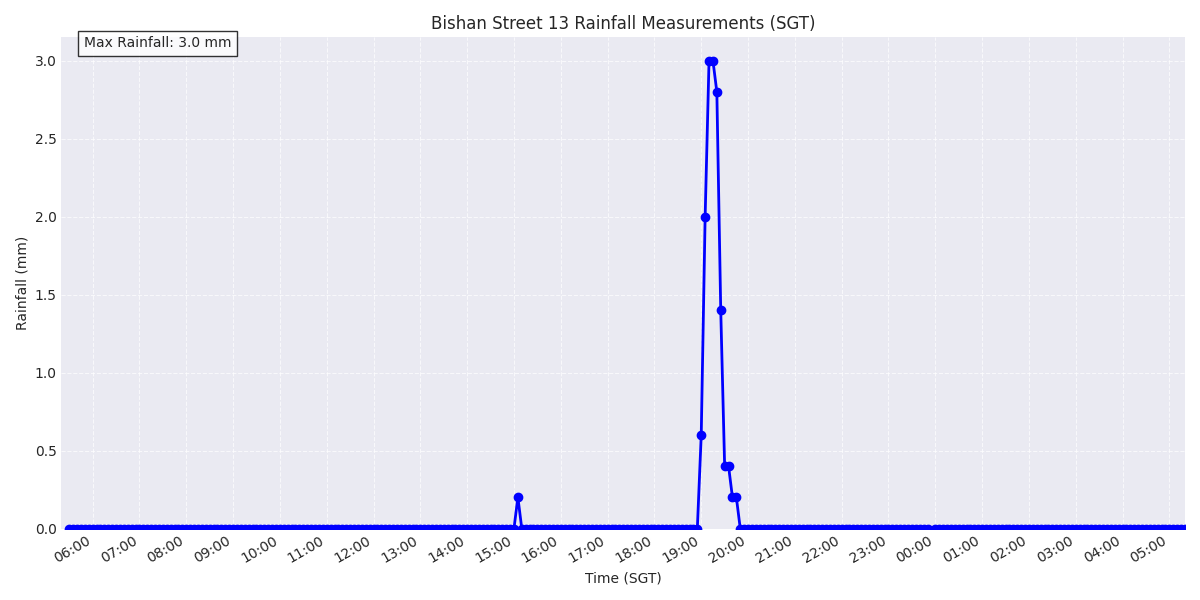 Bishan Street 13 Rainfall Measurements (SGT)
Max Rainfall: 3.0 mm
3.0
2.5
2.0
1.5
1.0
0.5
0.0
Rainfall (mm)
06:00 07:00 08:00 09:00 10:00 11:00 12:00 13:00 14:00 15:00 16:00 17:00 18:00 19:00 20:00 21:00 22:00 23:00 00:00 01:00 02:00 03:00 04:00 05:00
Time (SGT)